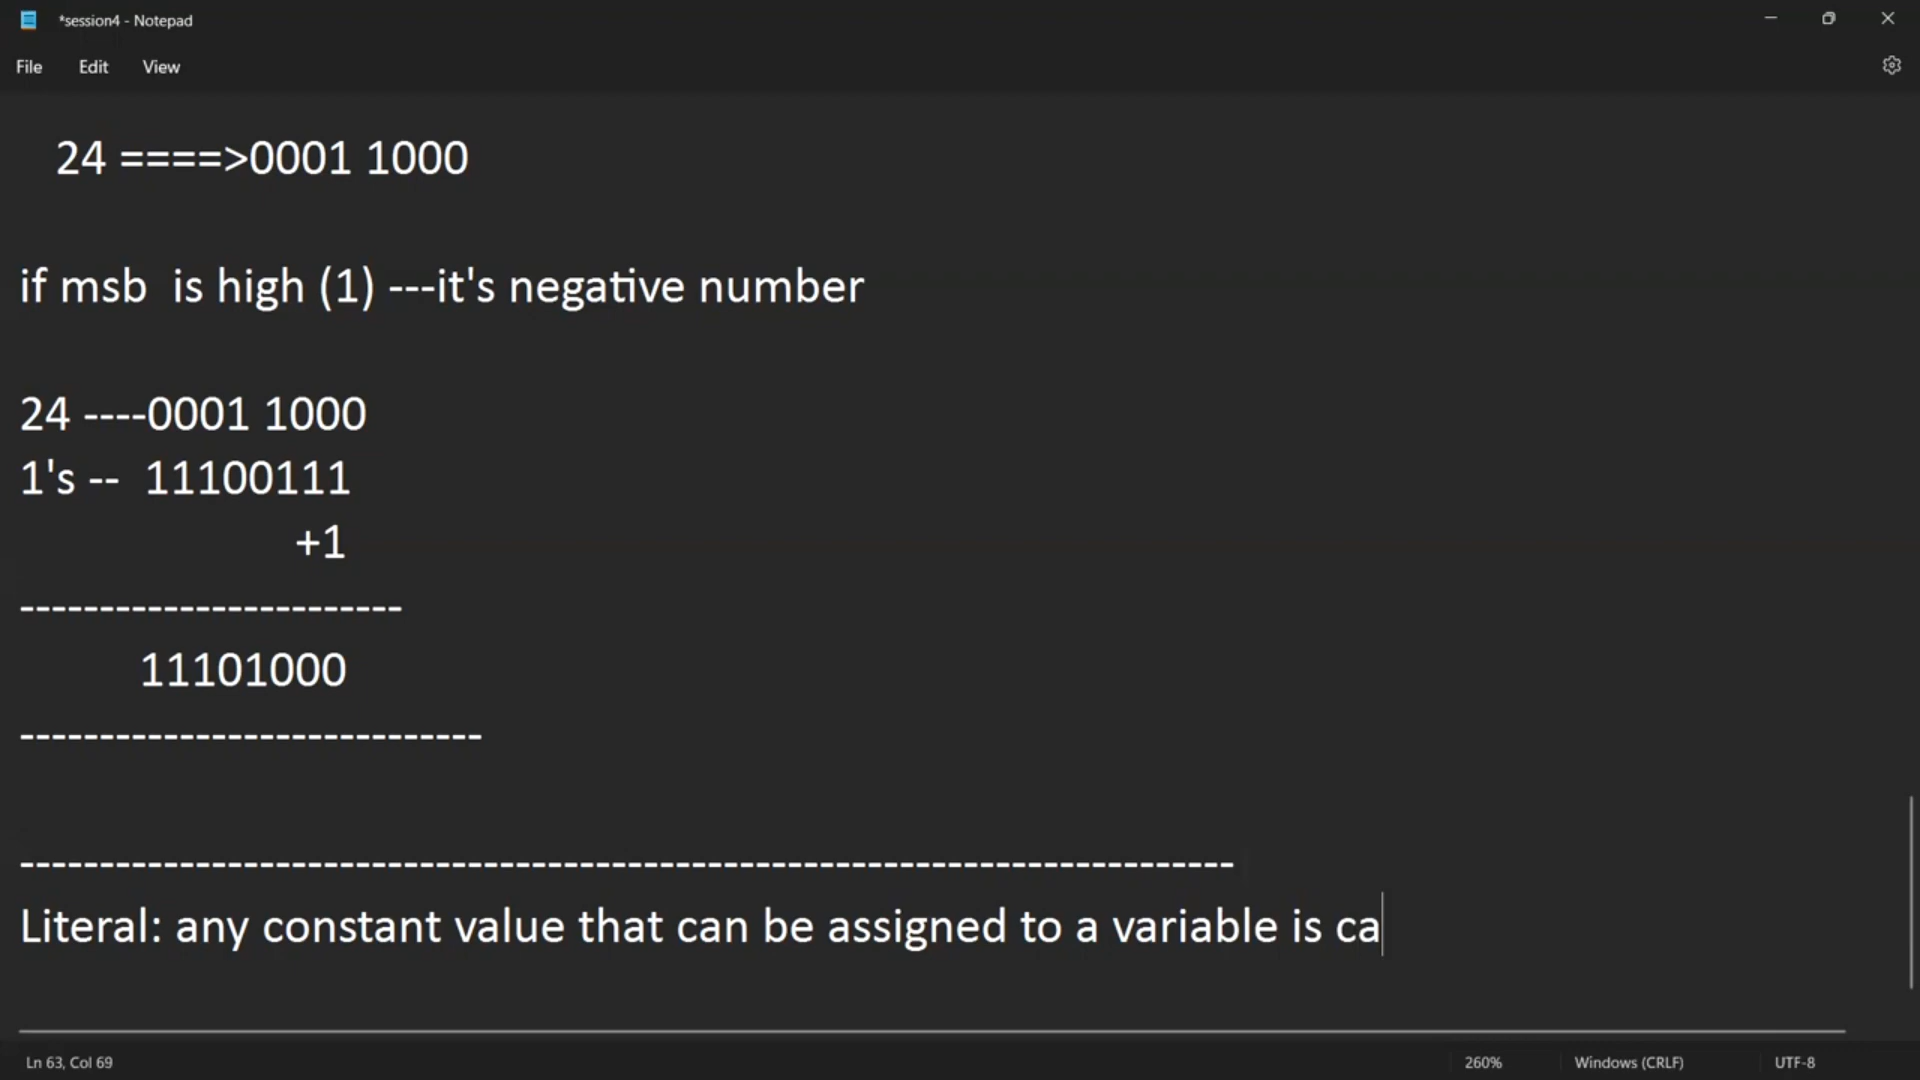 *session4 - Notepad
File Edit View
24 ====>0001 1000
if msb  is high (1) ---it's negative number
24 ----0001 1000
1's --  11100111
+1
------------------------
11101000
-----------------------------
----------------------------------------------------------------------------
Literal: any constant value that can be assigned to a variable is ca
Ln 63, Col 69 260% Windows (CRLF) UTF-8